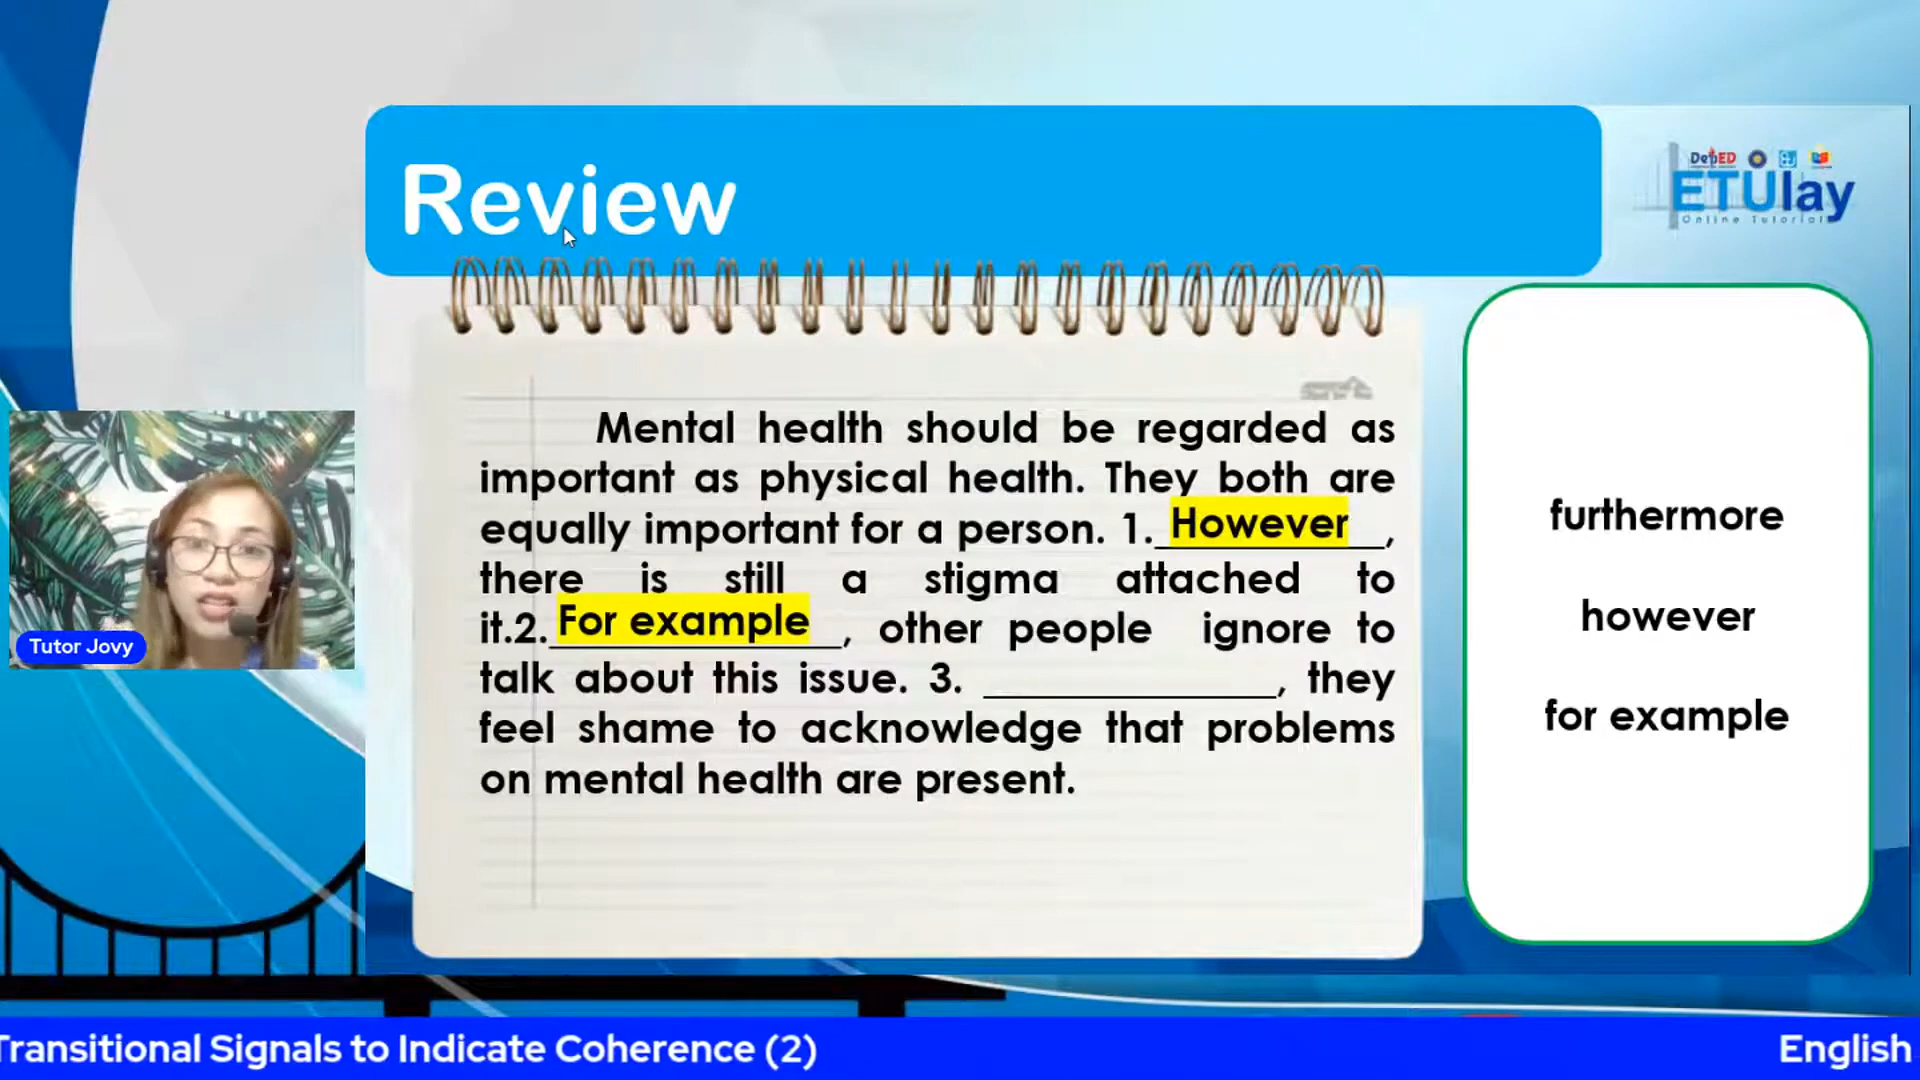 Review
DepED
ETUlay
Online Tutorial
Mental health should be regarded as
important as physical health. They both are
equally important for a person. 1. However ,
there is still a stigma attached to
it.2. For example , other people ignore to
talk about this issue. 3. ______________, they
feel shame to acknowledge that problems
on mental health are present.
furthermore
however
for example
Tutor Jovy
Transitional Signals to Indicate Coherence (2)
English